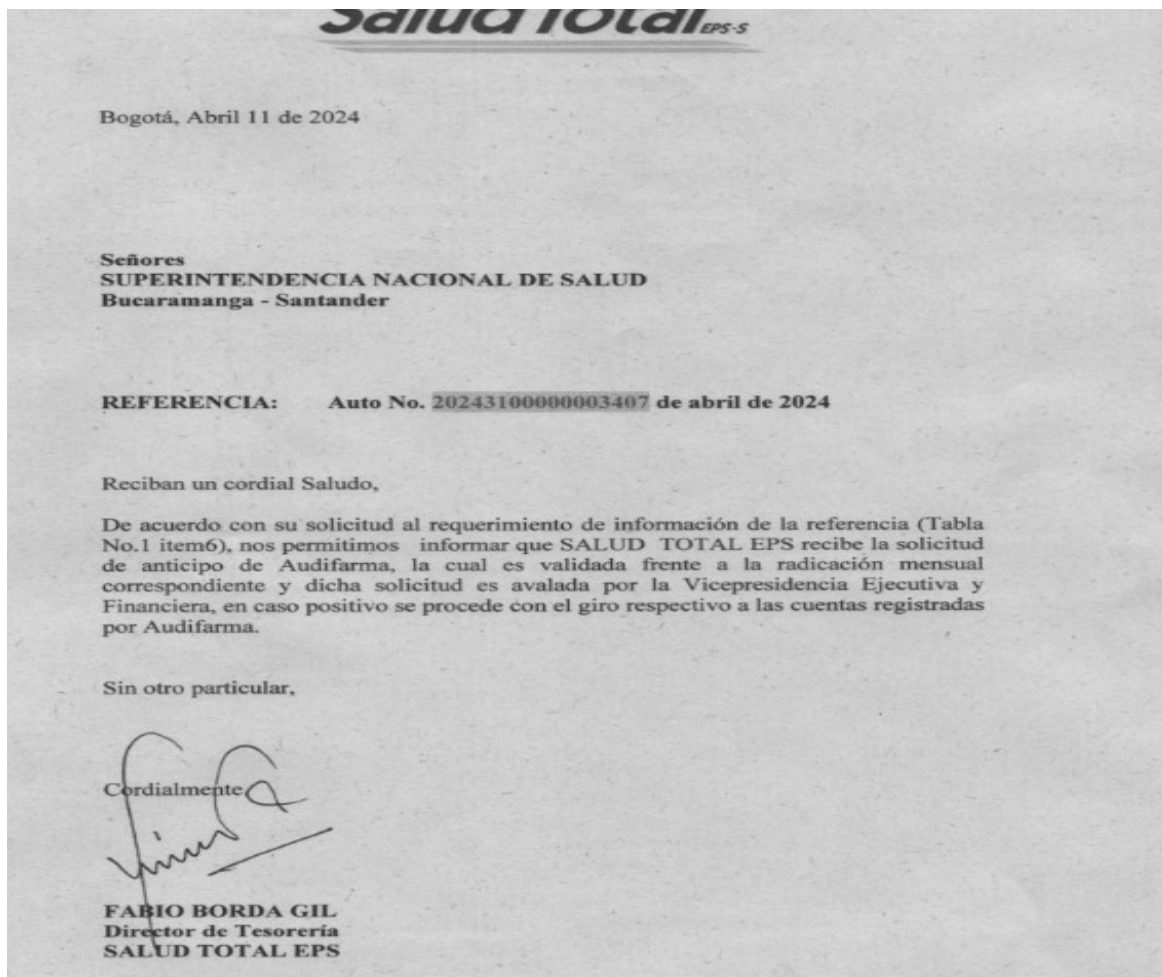 Salud Total EPS-S
Bogotá, Abril 11 de 2024
Señores
SUPERINTENDENCIA NACIONAL DE SALUD
Bucaramanga - Santander
REFERENCIA: Auto No. 20243100000003407 de abril de 2024
Reciban un cordial Saludo,
De acuerdo con su solicitud al requerimiento de información de la referencia (Tabla
No.1 item6), nos permitimos informar que SALUD TOTAL EPS recibe la solicitud
de anticipo de Audifarma, la cual es validada frente a la radicación mensual
correspondiente y dicha solicitud es avalada por la Vicepresidencia Ejecutiva y
Financiera, en caso positivo se procede con el giro respectivo a las cuentas registradas
por Audifarma.
Sin otro particular,
Cordialmente
FABIO BORDA GIL
Director de Tesorería
SALUD TOTAL EPS